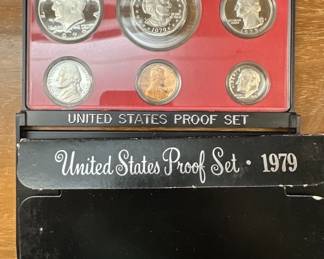 UNITED STATES PROOF SET
United States Proof Set · 1979